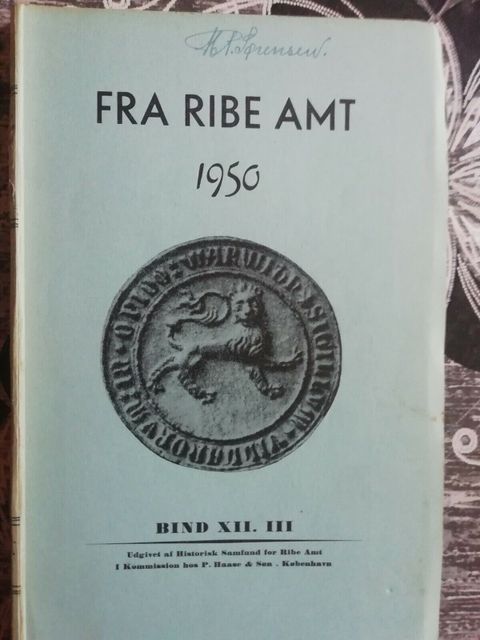 M. P. Sørensen.
FRA RIBE AMT
1950
BIND XII. III
Udgivet af Historisk Samfund for Ribe Amt
I Kommission hos P. Haase & Søn . København